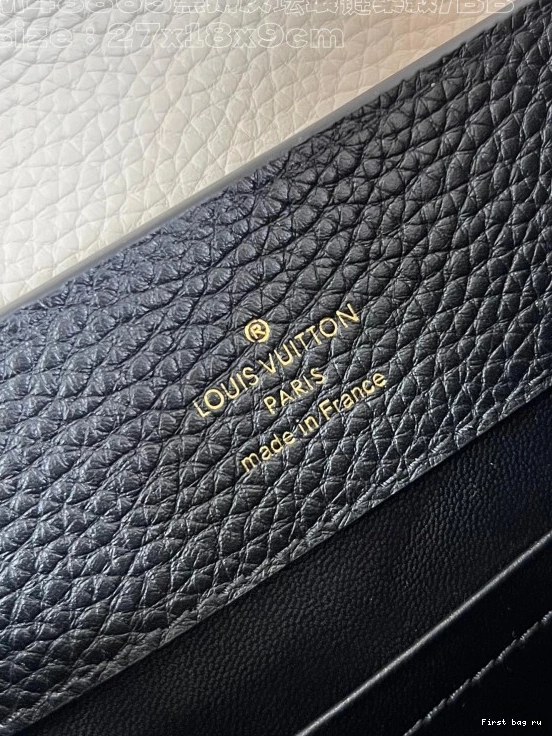 size：27x18x9cm
®
LOUIS VUITTON
PARIS
made in France
First bag ru